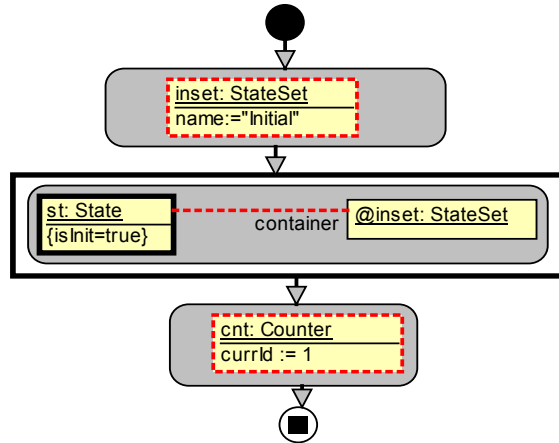 inset: StateSet
name:="Initial"
st: State
{isInit=true}
container
@inset: StateSet
cnt: Counter
currId := 1